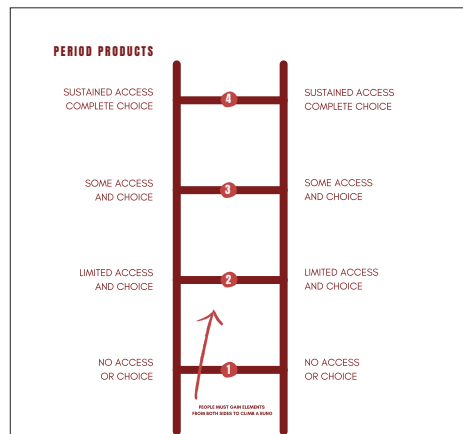 PERIOD PRODUCTS
SUSTAINED ACCESS
COMPLETE CHOICE
4
SUSTAINED ACCESS
COMPLETE CHOICE
SOME ACCESS
AND CHOICE
3
SOME ACCESS
AND CHOICE
LIMITED ACCESS
AND CHOICE
2
LIMITED ACCESS
AND CHOICE
NO ACCESS
OR CHOICE
1
NO ACCESS
OR CHOICE
PEOPLE MUST GAIN ELEMENTS
FROM BOTH SIDES TO CLIMB A RUNG